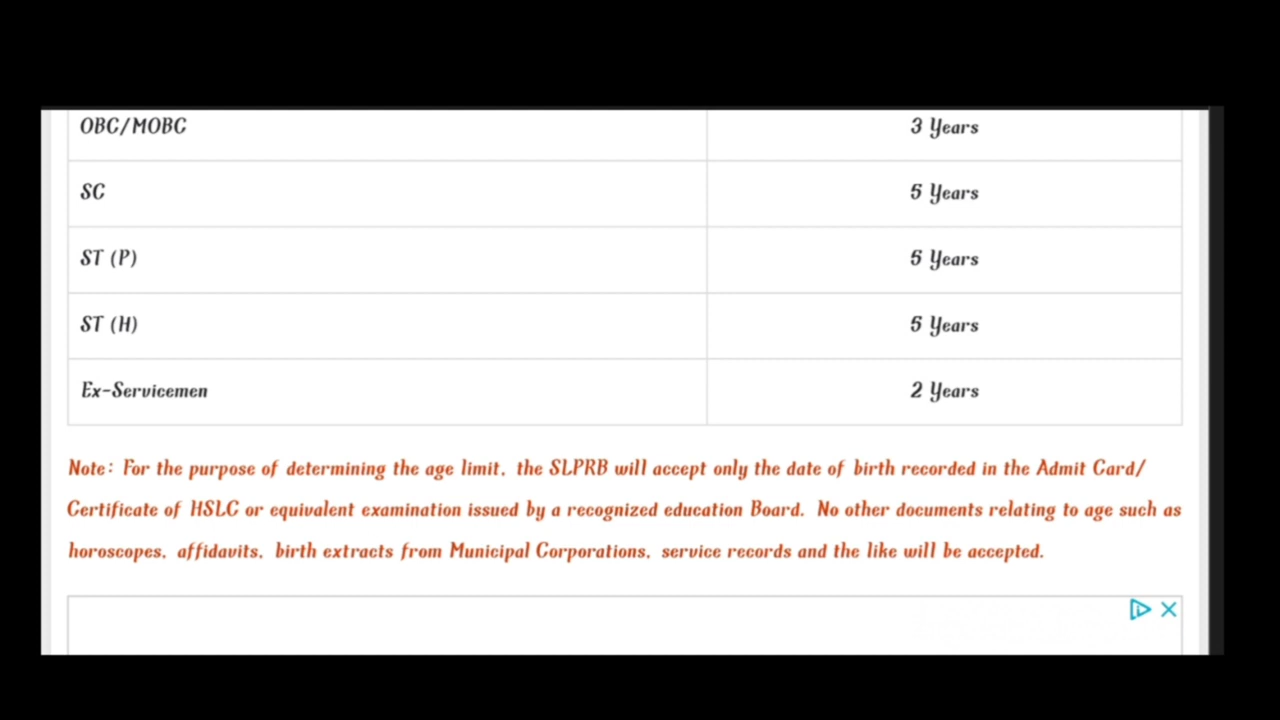 OBC/MOBC 3 Years
SC 5 Years
ST (P) 5 Years
ST (H) 5 Years
Ex-Servicemen 2 Years
Note: For the purpose of determining the age limit, the SLPRB will accept only the date of birth recorded in the Admit Card/
Certificate of HSLC or equivalent examination issued by a recognized education Board. No other documents relating to age such as
horoscopes, affidavits, birth extracts from Municipal Corporations, service records and the like will be accepted.